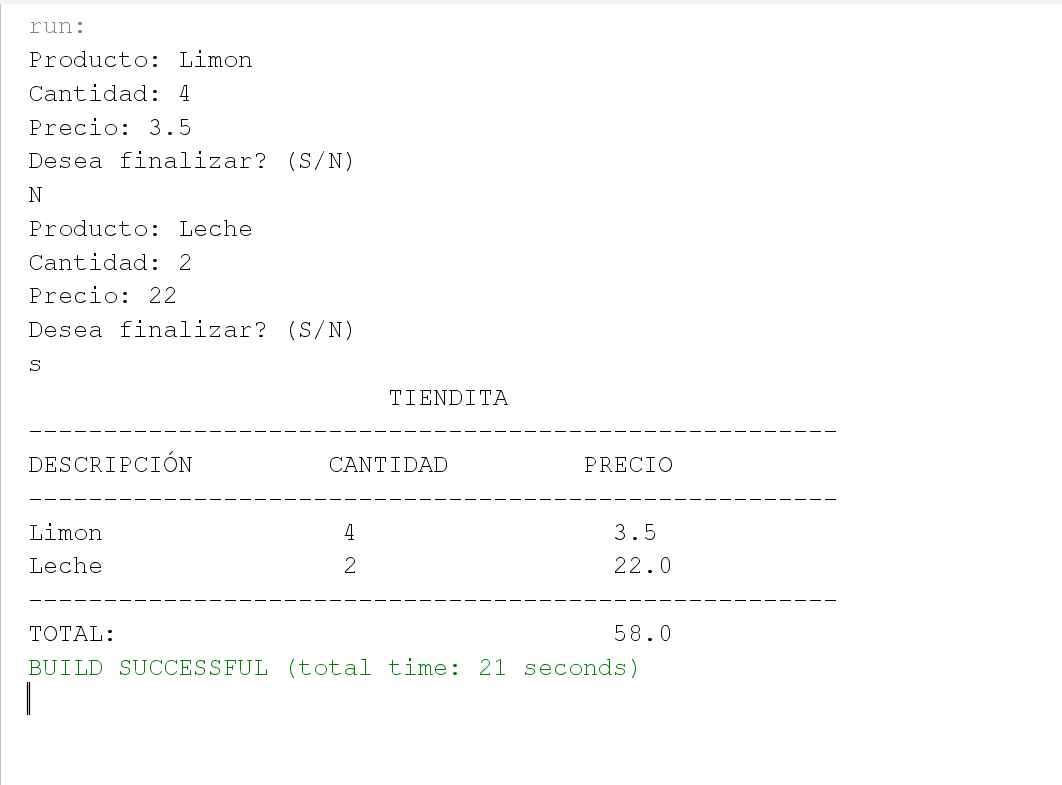 run:
Producto: Limon
Cantidad: 4
Precio: 3.5
Desea finalizar? (S/N)
N
Producto: Leche
Cantidad: 2
Precio: 22
Desea finalizar? (S/N)
s
TIENDITA
------------------------------------------------------
DESCRIPCIÓN         CANTIDAD         PRECIO
------------------------------------------------------
Limon                4                 3.5
Leche                2                 22.0
------------------------------------------------------
TOTAL:                                 58.0
BUILD SUCCESSFUL (total time: 21 seconds)